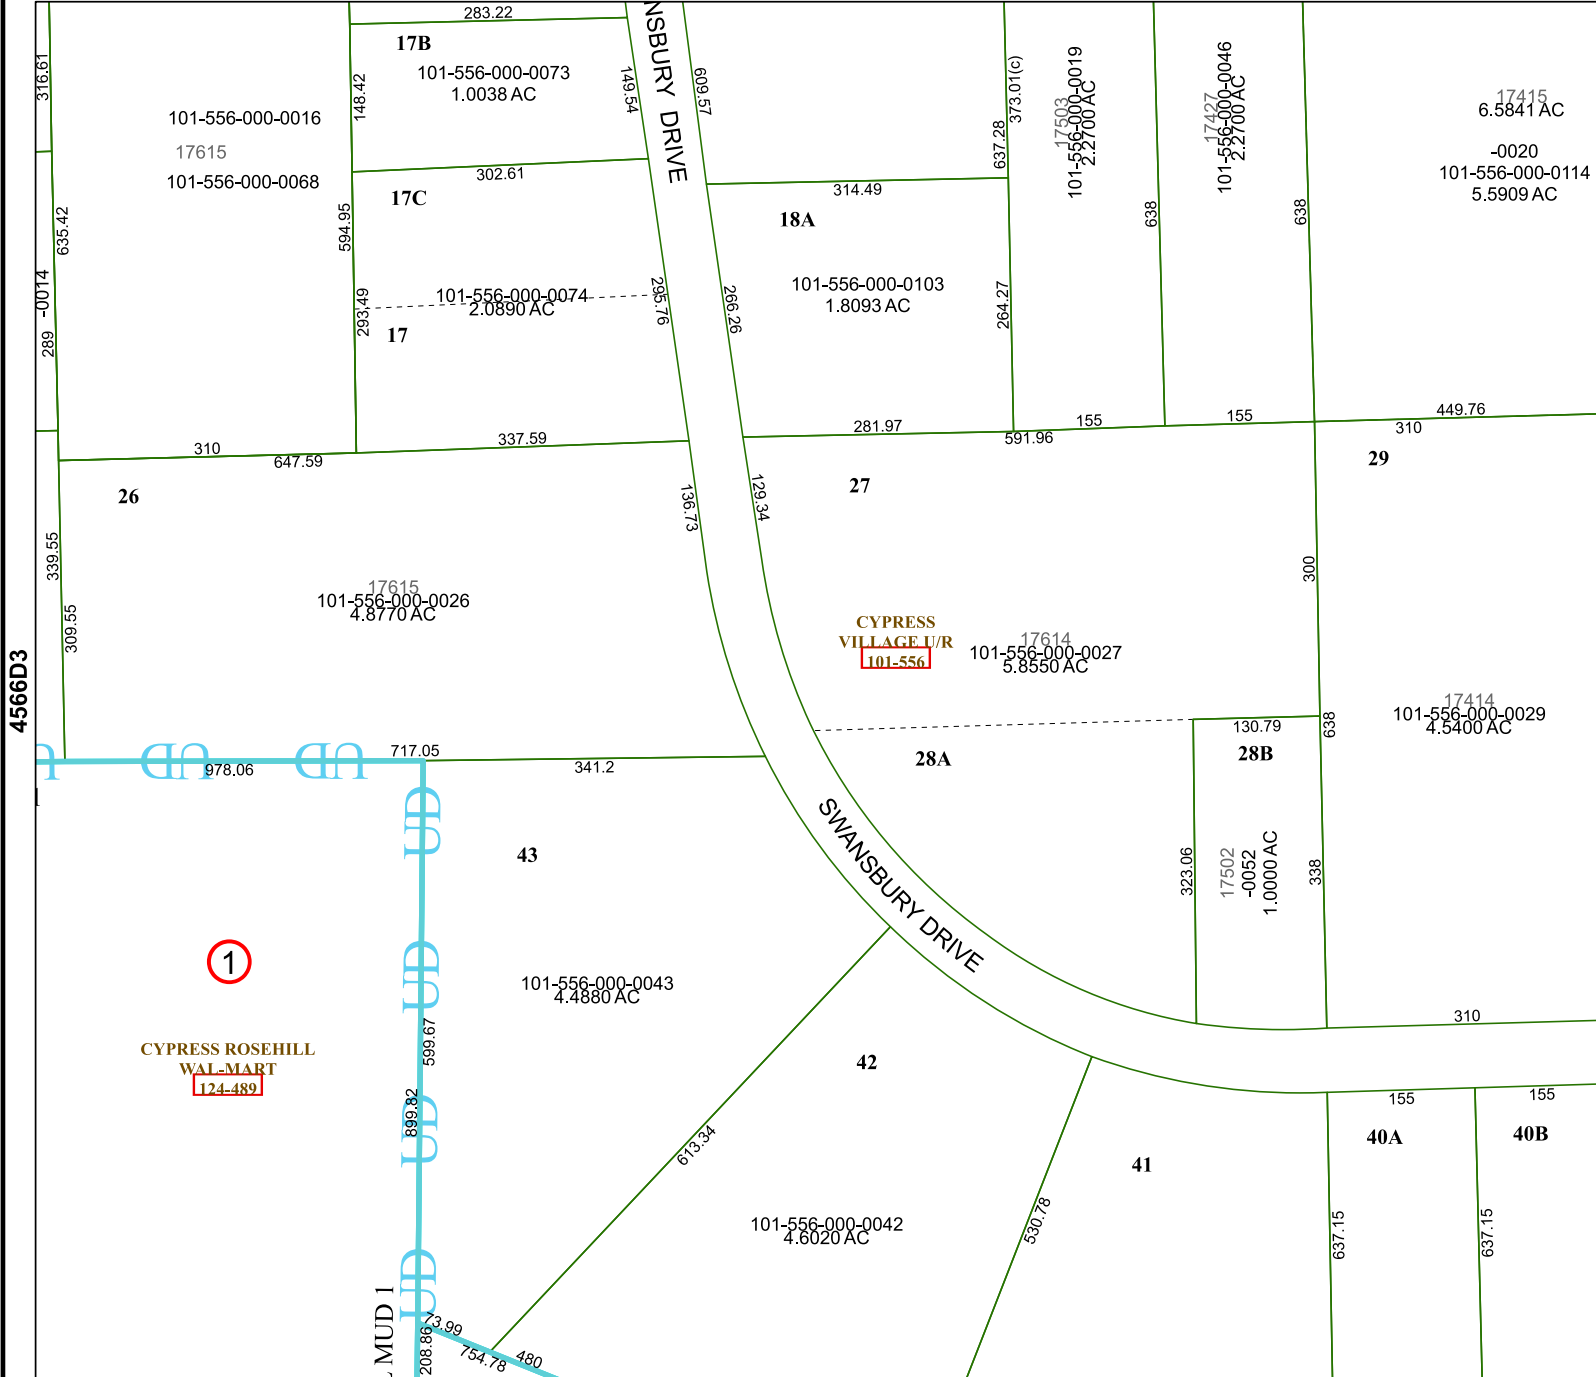 283.22
17B
101-556-000-0073
1.0038 AC
316.61
148.42
149.54
NSBURY DRIVE
609.57
637.28
373.01(c)
17503
101-556-000-0019
2.2700 AC
17427
101-556-000-0046
2.2700 AC
17415
6.5841 AC
-0020
101-556-000-0114
5.5909 AC
101-556-000-0016
17615
101-556-000-0068
302.61
17C
314.49
18A
635.42
594.95
638
638
-0014
289
293.49
101-556-000-0074
2.0890 AC
17
295.76
266.26
101-556-000-0103
1.8093 AC
264.27
310
647.59
337.59
281.97
591.96
155
155
449.76
310
26
27
29
136.73
129.34
339.55
309.55
17615
101-556-000-0026
4.8770 AC
300
CYPRESS
VILLAGE U/R
101-556
17614
101-556-000-0027
5.8550 AC
4566D3
17414
101-556-000-0029
4.5400 AC
638
130.79
28A
28B
978.06
717.05
341.2
43
SWANSBURY DRIVE
323.06
17502
-0052
1.0000 AC
338
1
101-556-000-0043
4.4880 AC
310
CYPRESS ROSEHILL
WAL-MART
124-489
599.67
899.82
42
155
155
40A
40B
41
613.34
530.78
637.15
637.15
101-556-000-0042
4.6020 AC
MUD 1
73.99
208.86
754.78
480